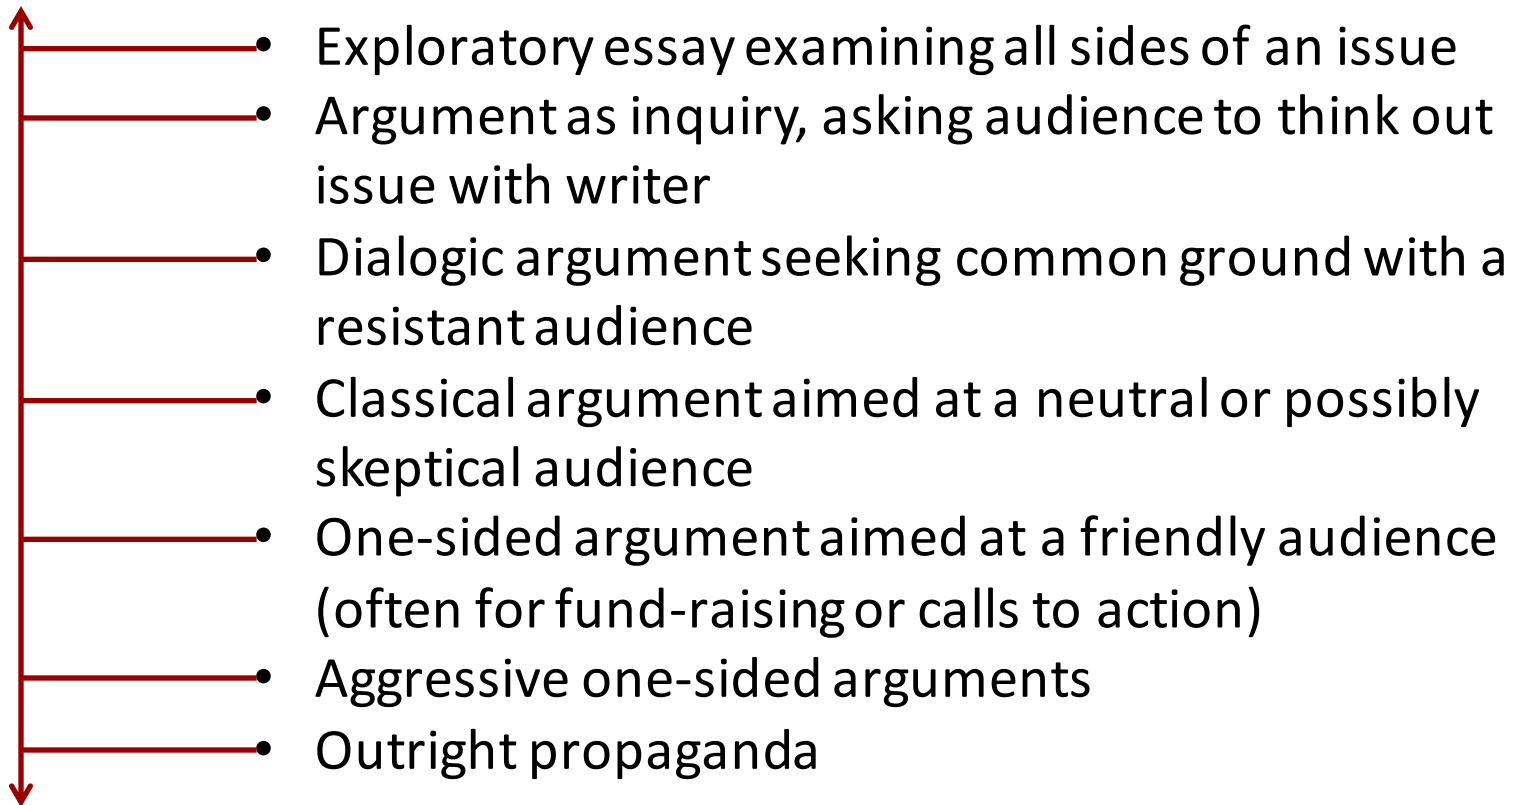 • Exploratory essay examining all sides of an issue
• Argument as inquiry, asking audience to think out
issue with writer
• Dialogic argument seeking common ground with a
resistant audience
• Classical argument aimed at a neutral or possibly
skeptical audience
• One-sided argument aimed at a friendly audience
(often for fund-raising or calls to action)
• Aggressive one-sided arguments
• Outright propaganda